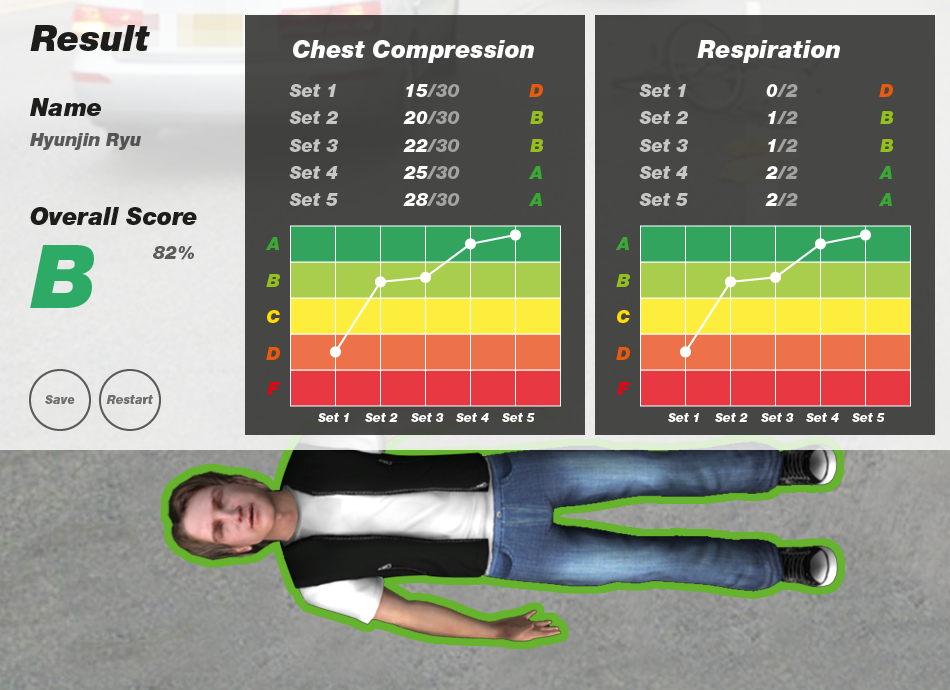 Result
Name
Hyunjin Ryu
Overall Score
B 82%
Save Restart
Chest Compression
Set 1 15/30 D
Set 2 20/30 B
Set 3 22/30 B
Set 4 25/30 A
Set 5 28/30 A
A
B
C
D
F
Set 1 Set 2 Set 3 Set 4 Set 5
Respiration
Set 1 0/2 D
Set 2 1/2 B
Set 3 1/2 B
Set 4 2/2 A
Set 5 2/2 A
A
B
C
D
F
Set 1 Set 2 Set 3 Set 4 Set 5